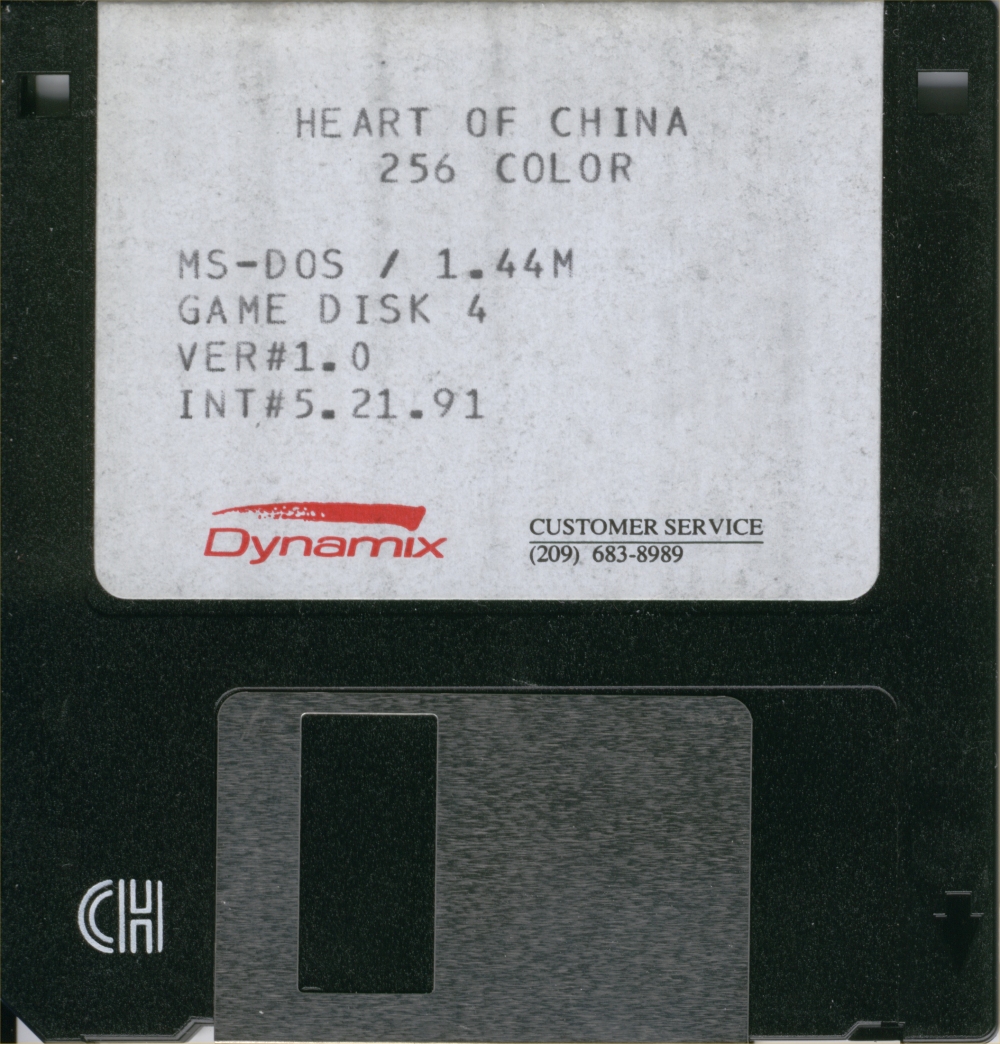 HEART OF CHINA
256 COLOR
MS-DOS / 1.44M
GAME DISK 4
VER#1.0
INT#5.21.91
Dynamix
CUSTOMER SERVICE
(209) 683-8989
CH